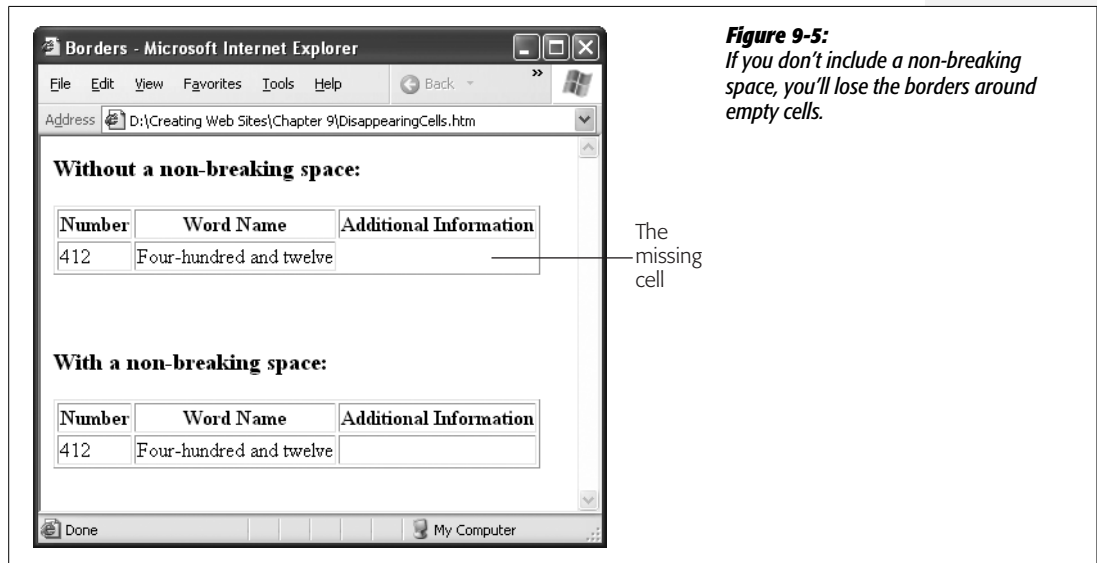 Borders - Microsoft Internet Explorer
File Edit View Favorites Tools Help Back »
Address D:\Creating Web Sites\Chapter 9\DisappearingCells.htm
Without a non-breaking space:
Number Word Name Additional Information
412 Four-hundred and twelve
The
missing
cell
With a non-breaking space:
Number Word Name Additional Information
412 Four-hundred and twelve
Done My Computer
Figure 9-5:
If you don’t include a non-breaking
space, you’ll lose the borders around
empty cells.